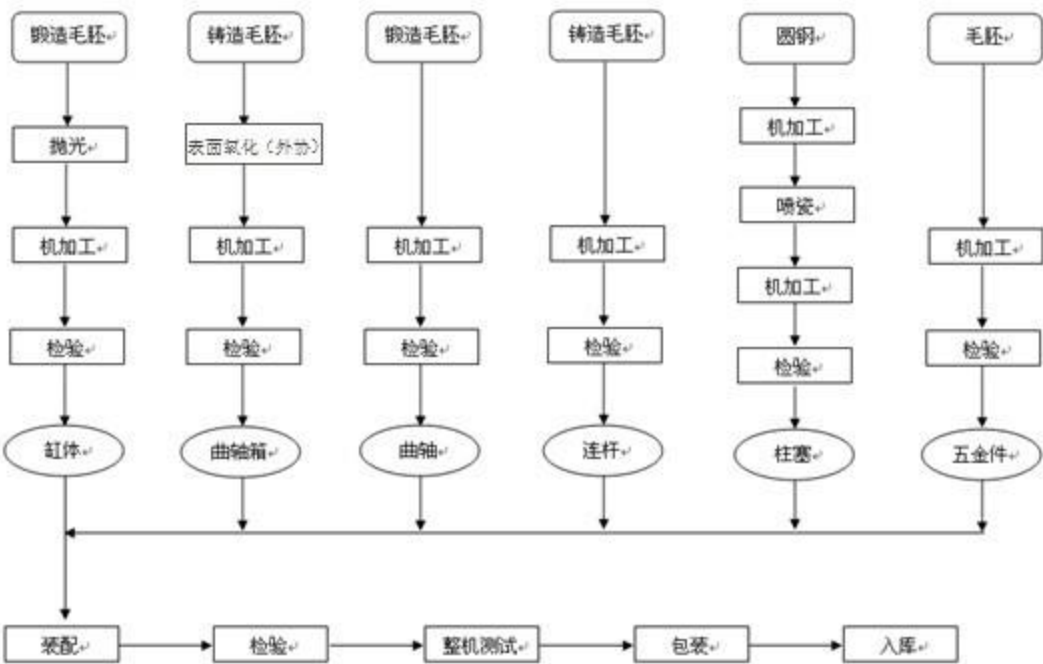 锻造毛胚
铸造毛胚
锻造毛胚
铸造毛胚
圆钢
毛胚
抛光
表面氧化（外协）
机加工
喷瓷
机加工
机加工
机加工
机加工
机加工
机加工
检验
检验
检验
检验
检验
检验
缸体
曲轴箱
曲轴
连杆
柱塞
五金件
装配
检验
整机测试
包装
入库